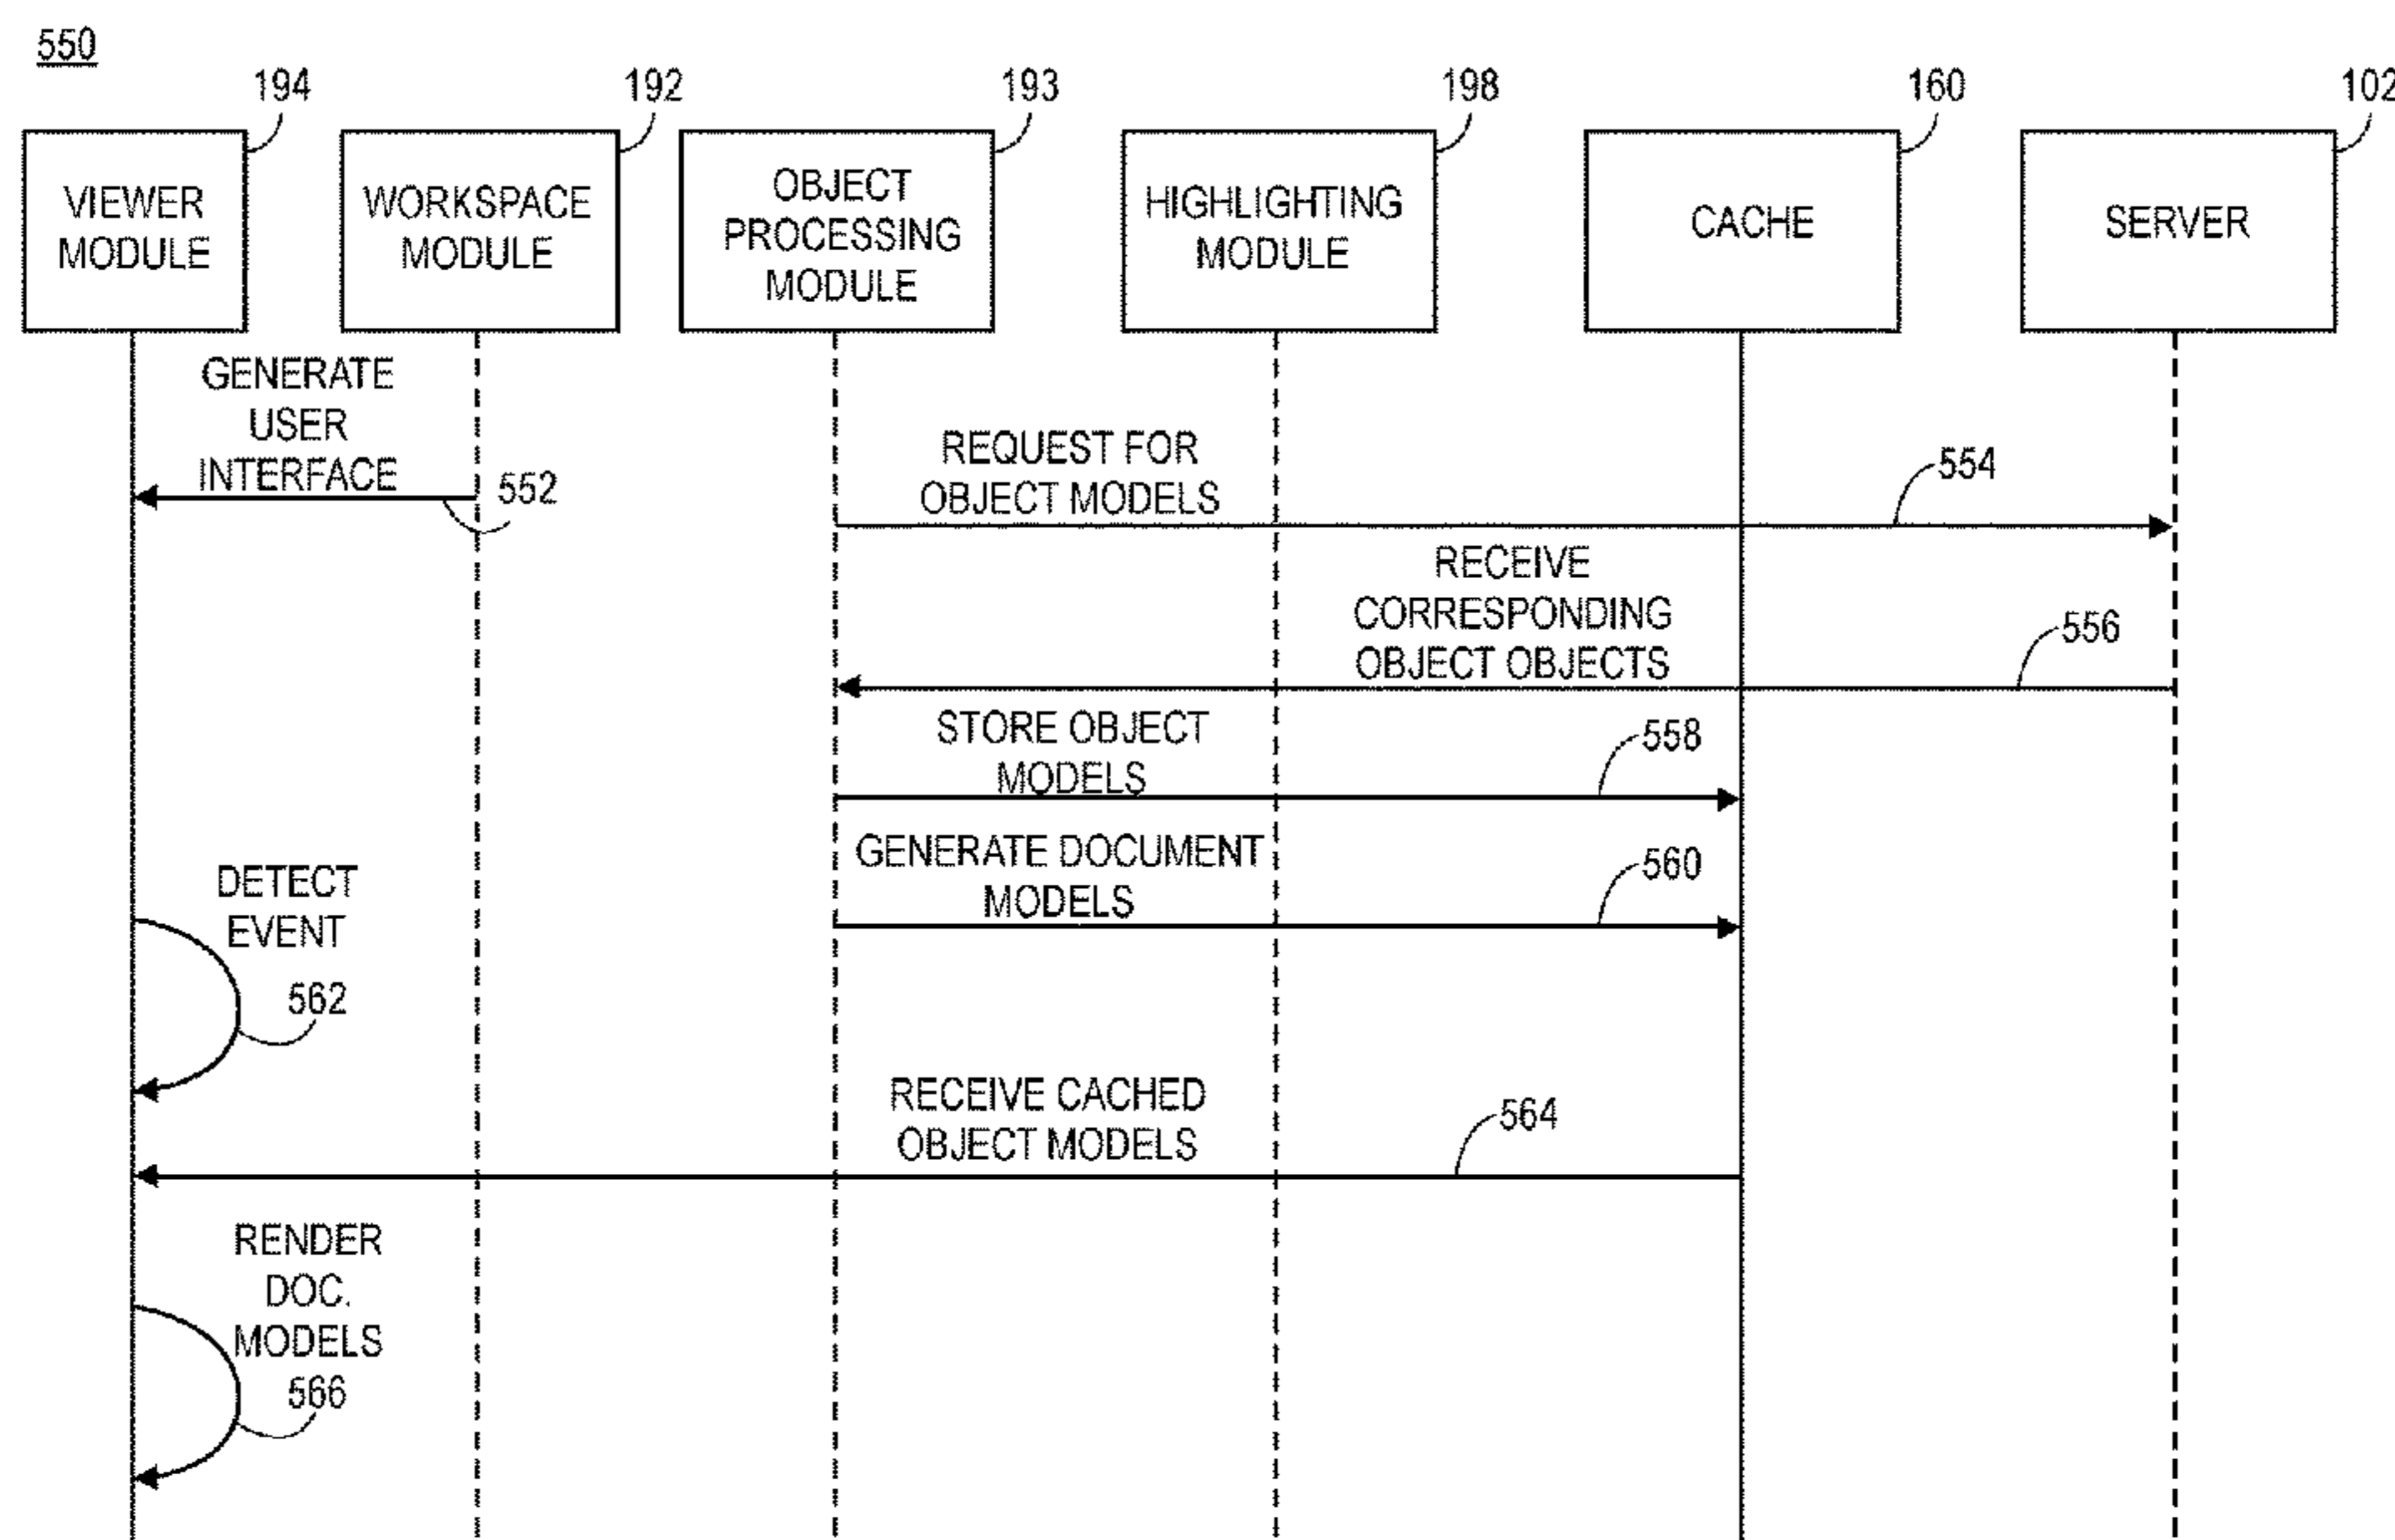 550
194
192
193
198
160
102
VIEWER
MODULE
WORKSPACE
MODULE
OBJECT
PROCESSING
MODULE
HIGHLIGHTING
MODULE
CACHE
SERVER
GENERATE
USER
INTERFACE
552
REQUEST FOR
OBJECT MODELS
554
RECEIVE
CORRESPONDING
OBJECT OBJECTS
556
STORE OBJECT
MODELS
558
GENERATE DOCUMENT
MODELS
560
DETECT
EVENT
562
RECEIVE CACHED
OBJECT MODELS
564
RENDER
DOC.
MODELS
566